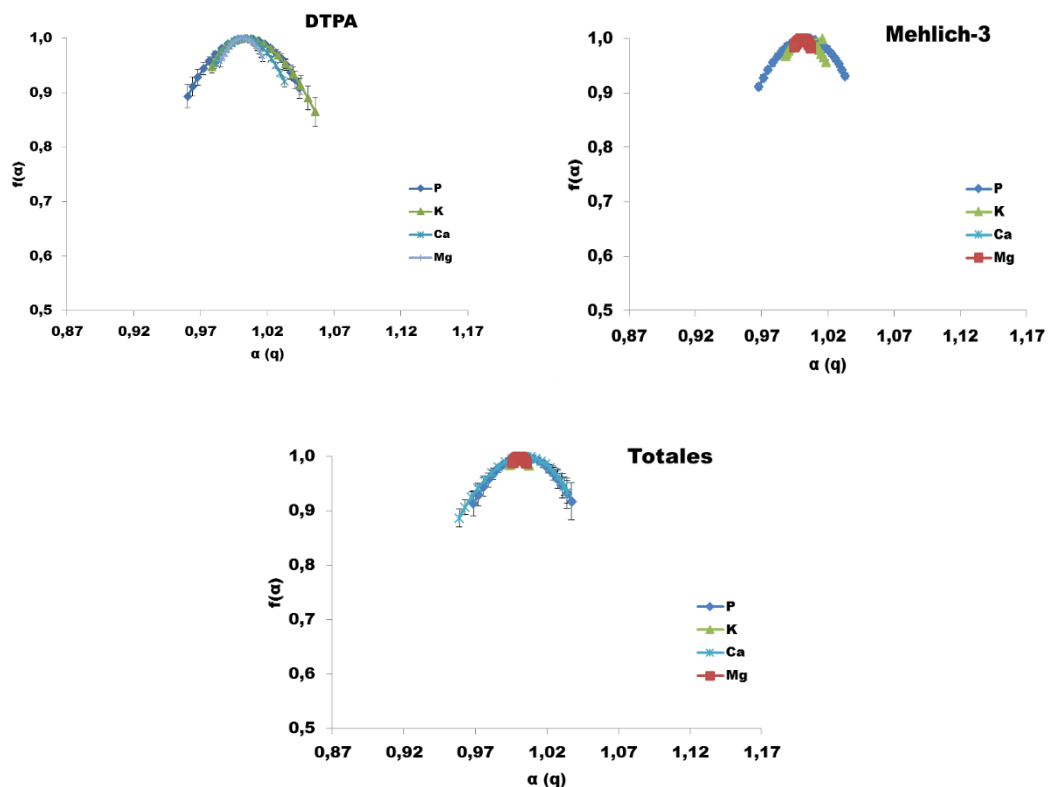 DTPA
1,0
0,9
0,8
0,7
0,6
0,5
f(α)
P
K
Ca
Mg
0,87 0,92 0,97 1,02 1,07 1,12 1,17
α (q)
Mehlich-3
1,0
0,9
0,8
0,7
0,6
0,5
f(α)
P
K
Ca
Mg
0,87 0,92 0,97 1,02 1,07 1,12 1,17
α (q)
Totales
1,0
0,9
0,8
0,7
0,6
0,5
f(α)
P
K
Ca
Mg
0,87 0,92 0,97 1,02 1,07 1,12 1,17
α (q)